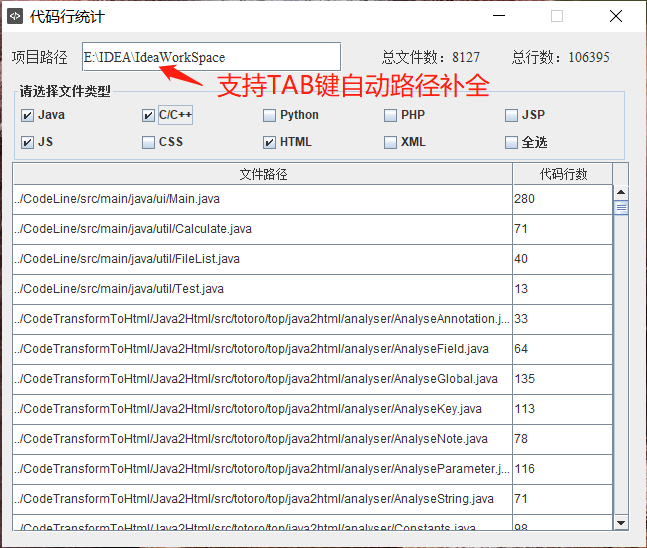 代码行统计
项目路径 E:\IDEA\IdeaWorkSpace 总文件数：8127 总行数：106395
支持TAB键自动路径补全
请选择文件类型
Java C/C++ Python PHP JSP
JS CSS HTML XML 全选
文件路径 代码行数
../CodeLine/src/main/java/ui/Main.java 280
../CodeLine/src/main/java/util/Calculate.java 71
../CodeLine/src/main/java/util/FileList.java 40
../CodeLine/src/main/java/util/Test.java 13
../CodeTransformToHtml/Java2Html/src/totoro/top/java2html/analyser/AnalyseAnnotation.j... 33
../CodeTransformToHtml/Java2Html/src/totoro/top/java2html/analyser/AnalyseField.java 64
../CodeTransformToHtml/Java2Html/src/totoro/top/java2html/analyser/AnalyseGlobal.java 135
../CodeTransformToHtml/Java2Html/src/totoro/top/java2html/analyser/AnalyseKey.java 113
../CodeTransformToHtml/Java2Html/src/totoro/top/java2html/analyser/AnalyseNote.java 78
../CodeTransformToHtml/Java2Html/src/totoro/top/java2html/analyser/AnalyseParameter.j... 116
../CodeTransformToHtml/Java2Html/src/totoro/top/java2html/analyser/AnalyseString.java 71
../CodeTransformToHtml/Java2Html/src/totoro/top/java2html/analyser/Constants.java 98